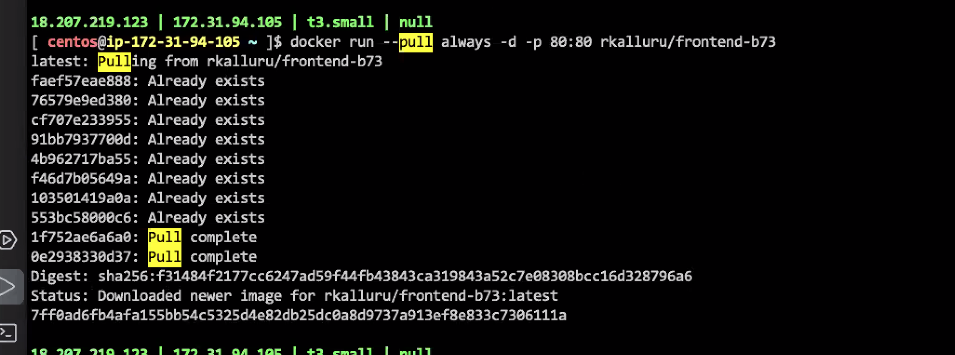 18.207.219.123 | 172.31.94.105 | t3.small | null
[ centos@ip-172-31-94-105 ~ ]$ docker run --pull always -d -p 80:80 rkalluru/frontend-b73
latest: Pulling from rkalluru/frontend-b73
faef57eae888: Already exists
76579e9ed380: Already exists
cf707e233955: Already exists
91bb7937700d: Already exists
4b962717ba55: Already exists
f46d7b05649a: Already exists
103501419a0a: Already exists
553bc58000c6: Already exists
1f752ae6a6a0: Pull complete
0e2938330d37: Pull complete
Digest: sha256:f31484f2177cc6247ad59f44fb43843ca319843a52c7e08308bcc16d328796a6
Status: Downloaded newer image for rkalluru/frontend-b73:latest
7ff0ad6fb4afa155bb54c5325d4e82db25dc0a8d9737a913ef8e833c7306111a
18.207.219.123 | 172.31.94.105 | t3.small | null